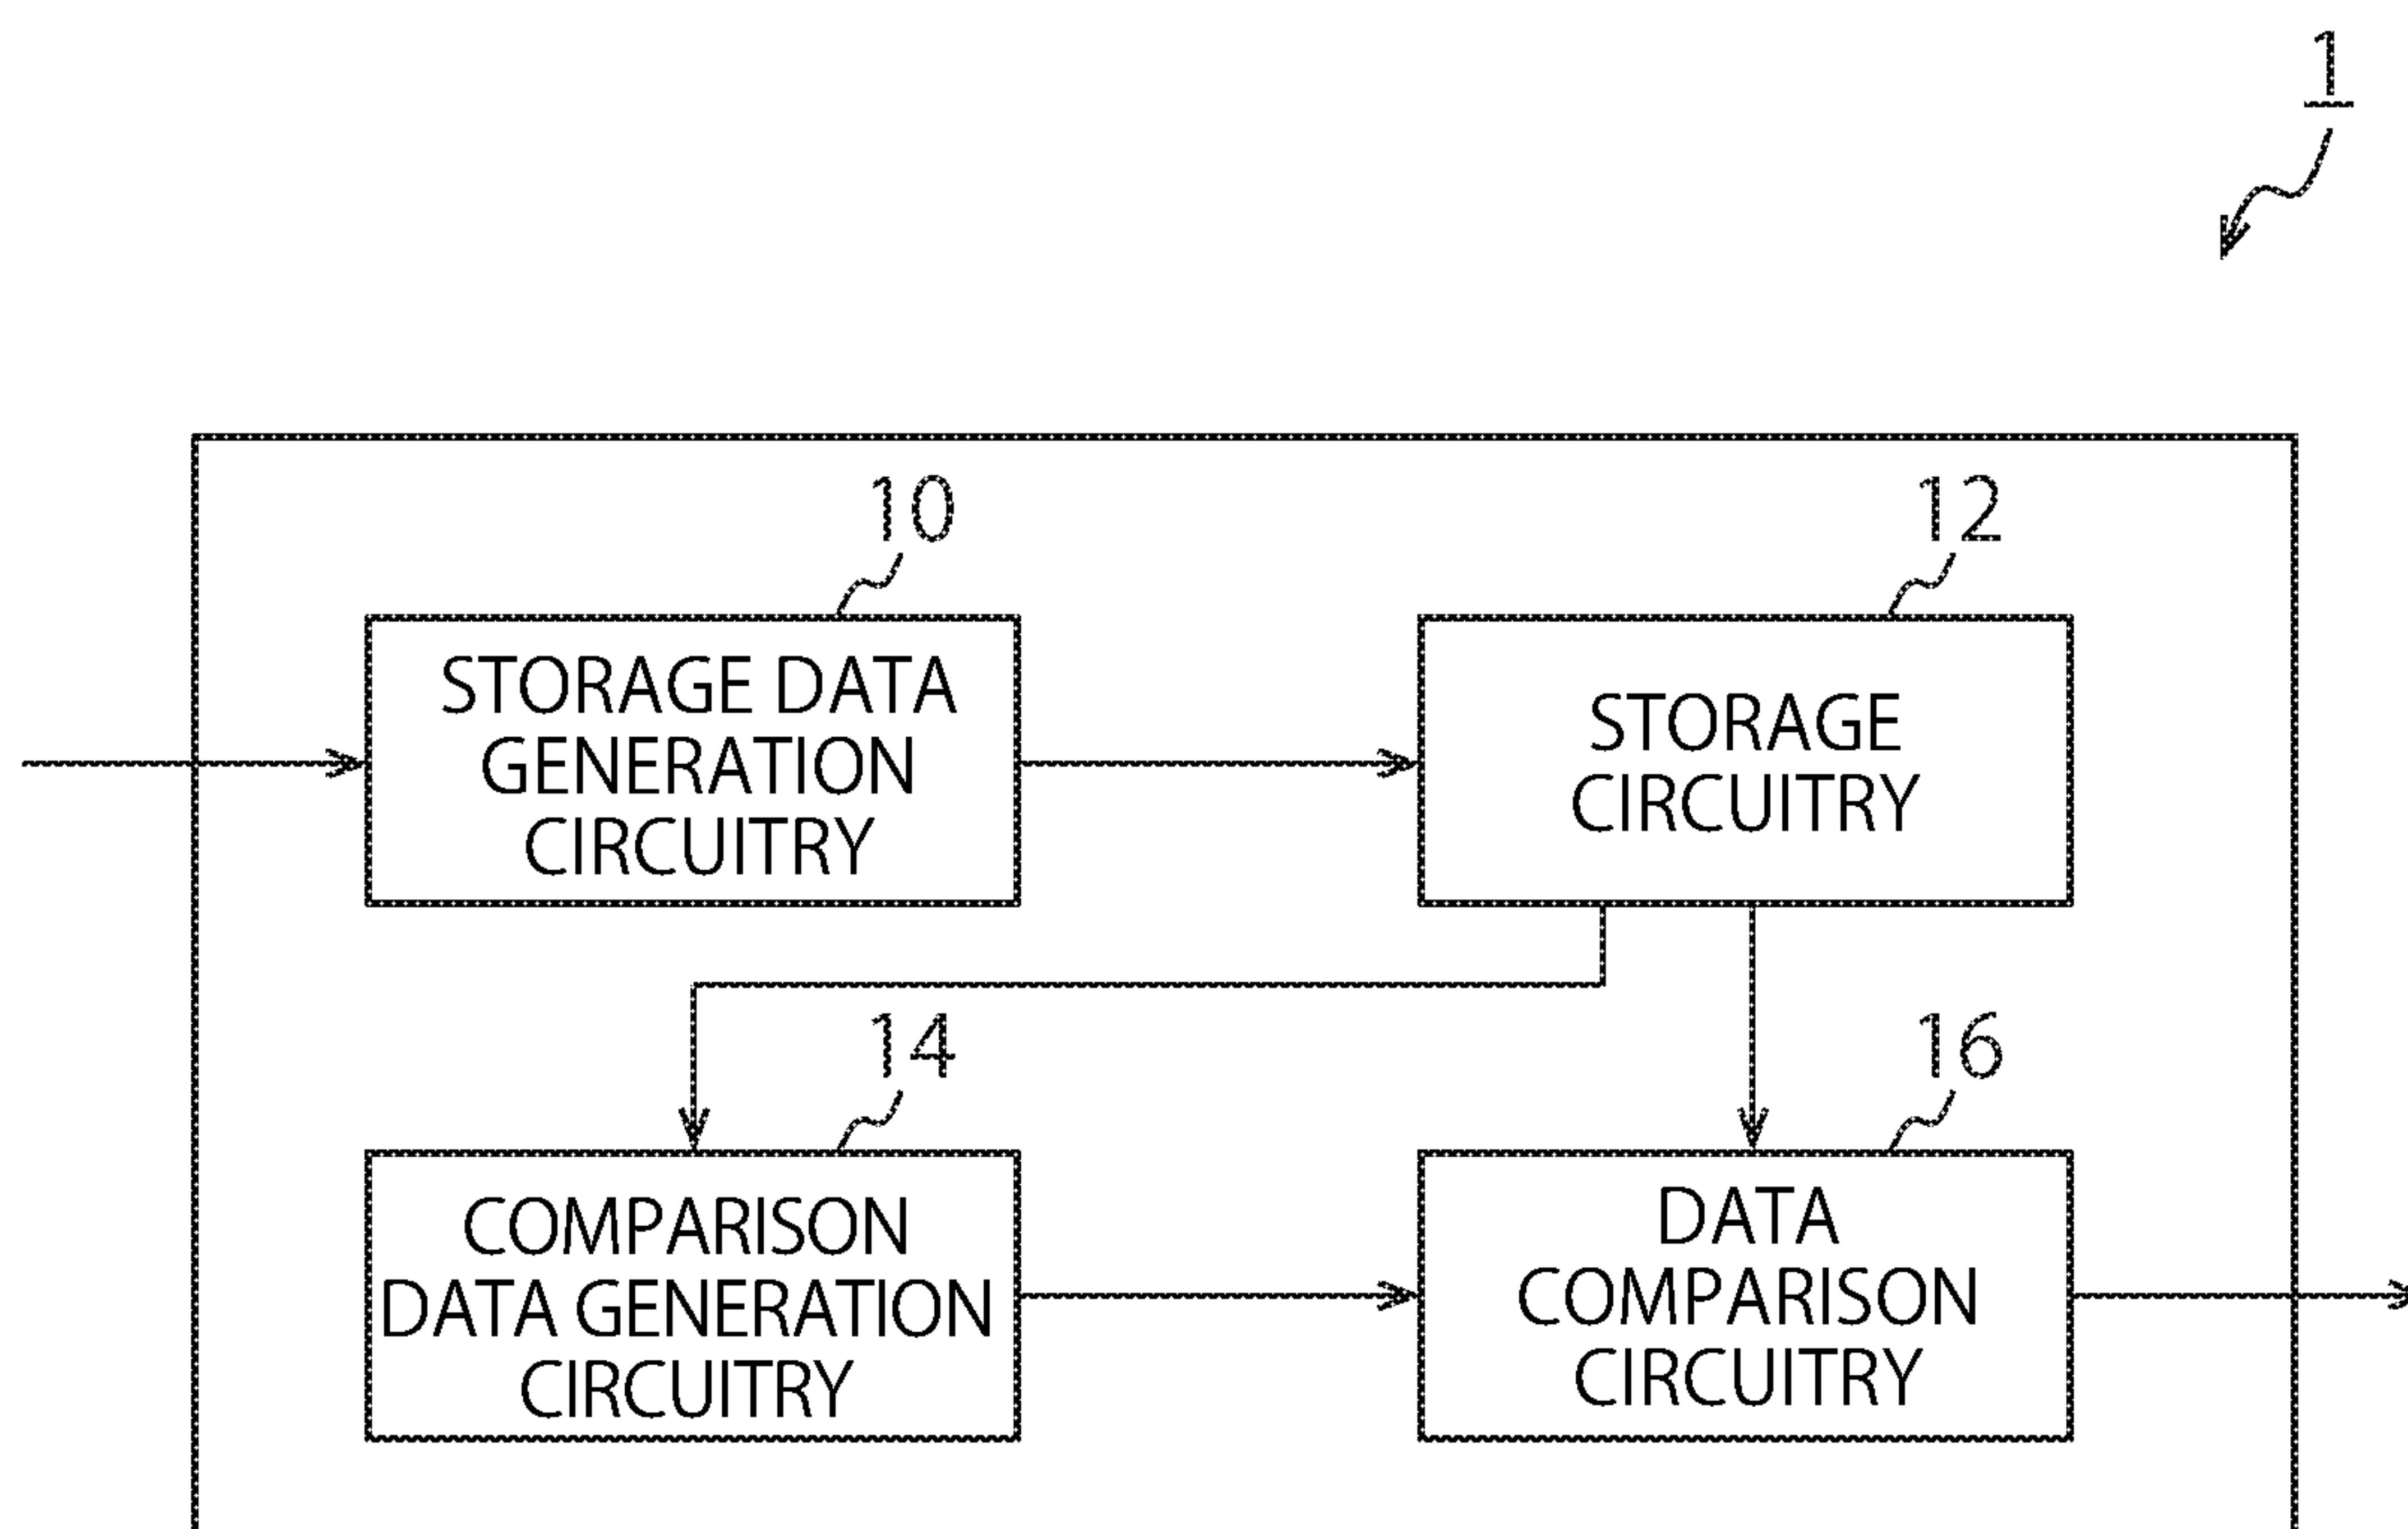 1
10
STORAGE DATA
GENERATION
CIRCUITRY
12
STORAGE
CIRCUITRY
14
COMPARISON
DATA GENERATION
CIRCUITRY
16
DATA
COMPARISON
CIRCUITRY